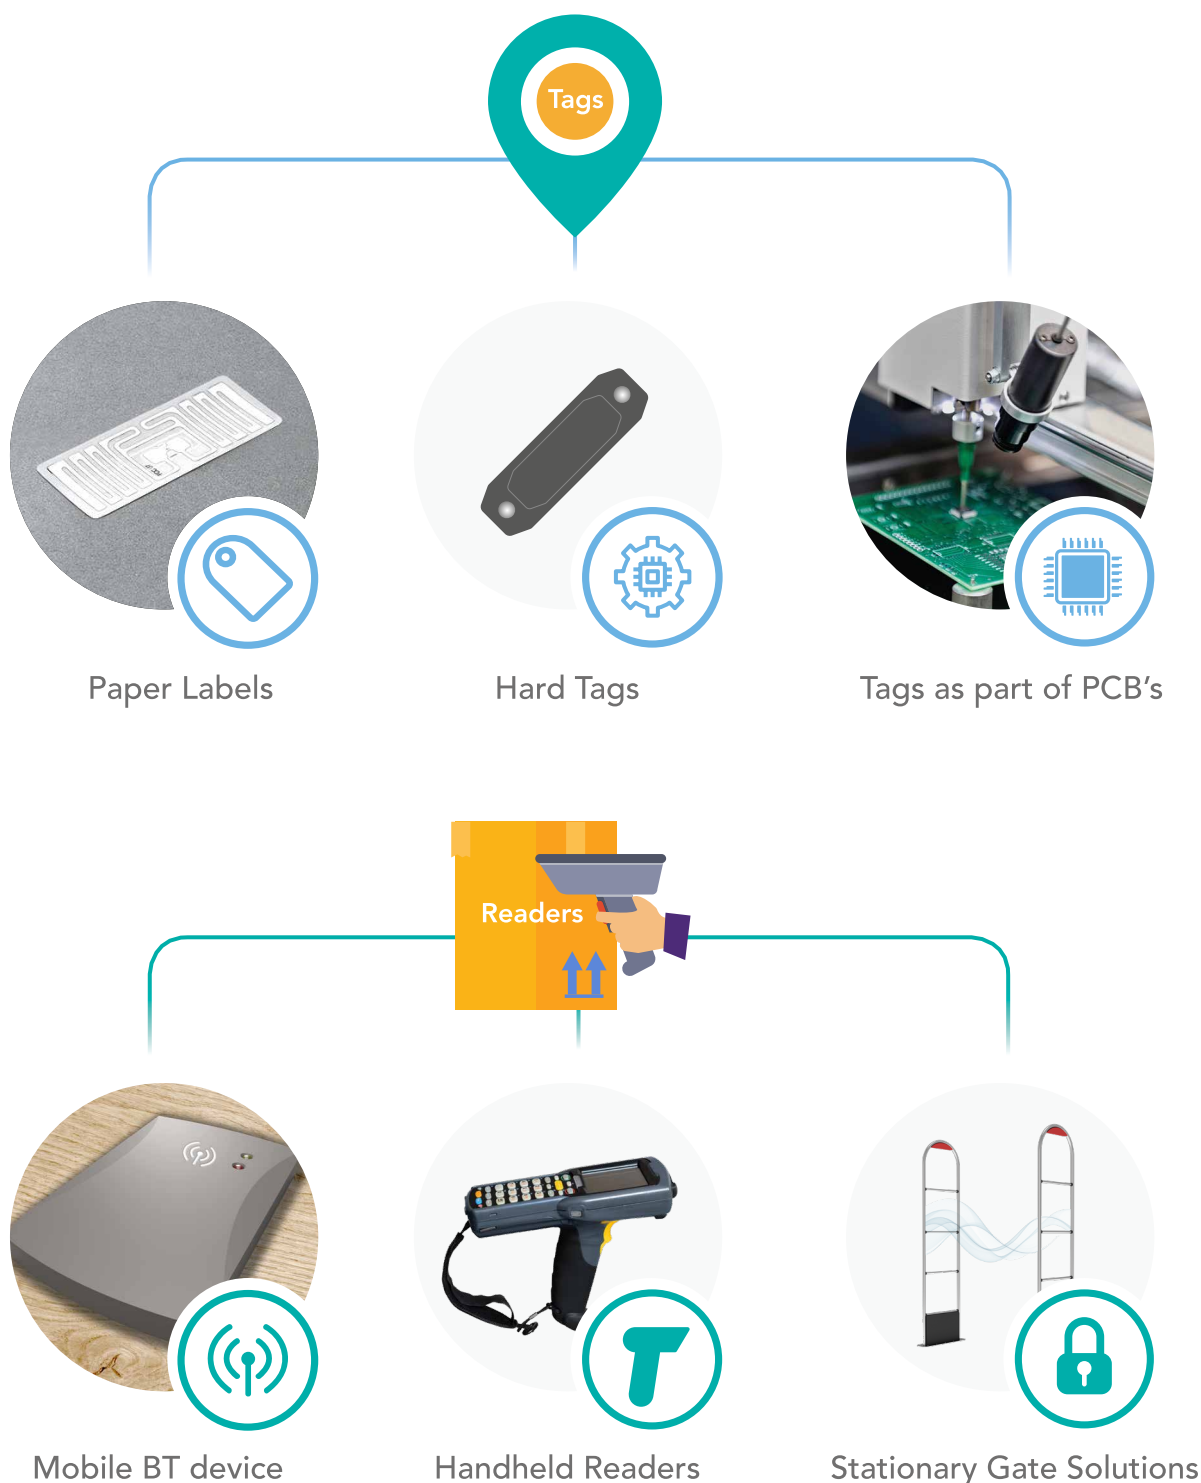 Tags
Paper Labels
Hard Tags
Tags as part of PCB’s
Readers
Mobile BT device
Handheld Readers
Stationary Gate Solutions